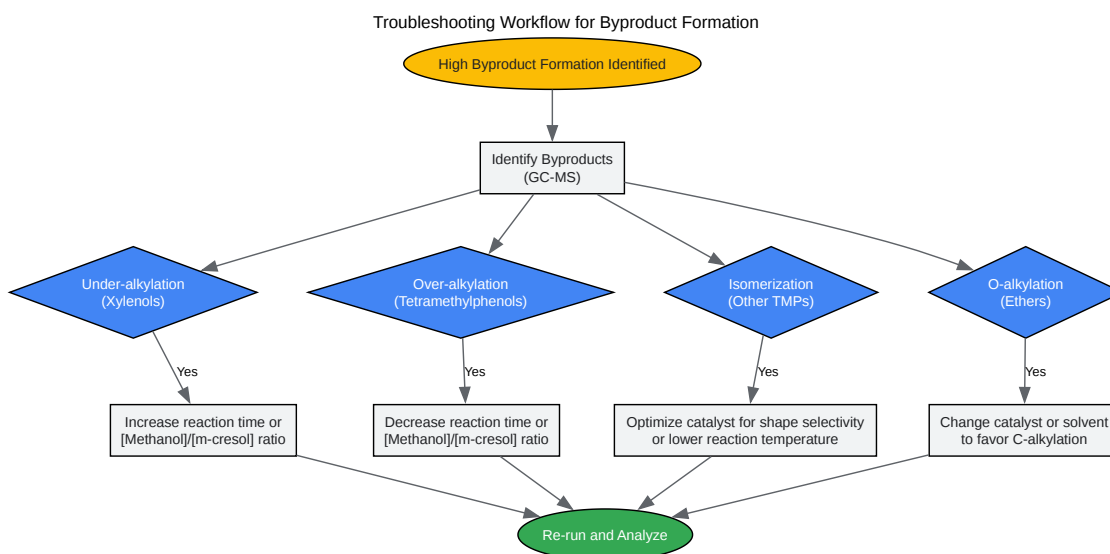 Troubleshooting Workflow for Byproduct Formation
High Byproduct Formation Identified
Identify Byproducts
(GC-MS)
Under-alkylation
(Xylenols)
Over-alkylation
(Tetramethylphenols)
Isomerization
(Other TMPs)
O-alkylation
(Ethers)
Yes
Yes
Yes
Yes
Increase reaction time or
[Methanol]/[m-cresol] ratio
Decrease reaction time or
[Methanol]/[m-cresol] ratio
Optimize catalyst for shape selectivity
or lower reaction temperature
Change catalyst or solvent
to favor C-alkylation
Re-run and Analyze